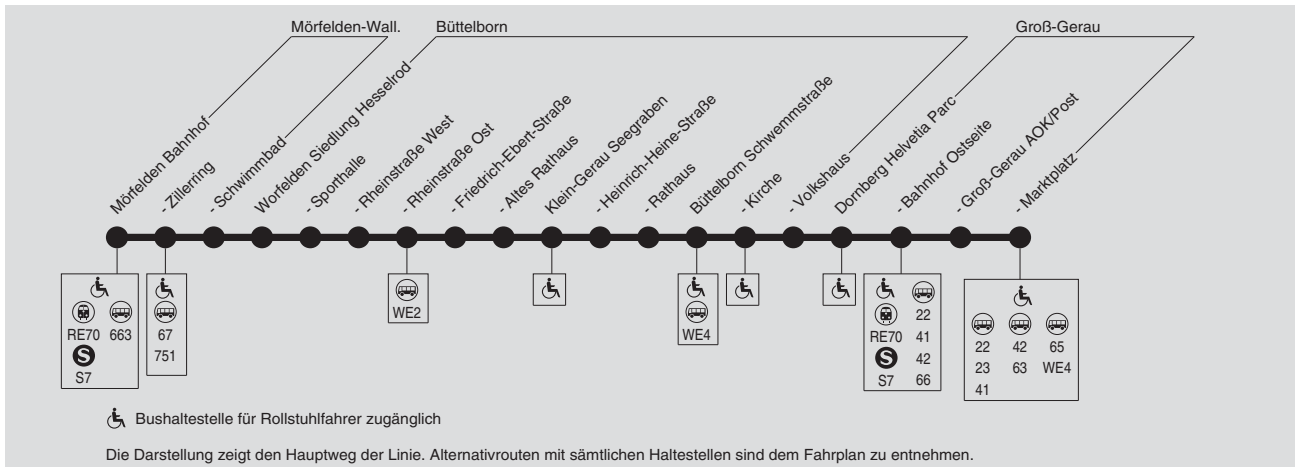 Mörfelden-Wall.
Büttelborn
Groß-Gerau
Mörfelden Bahnhof
- Zillerring
- Schwimmbad
Worfelden Siedlung Hesselrod
- Sporthalle
- Rheinstraße West
- Rheinstraße Ost
- Friedrich-Ebert-Straße
- Altes Rathaus
Klein-Gerau Seegraben
- Heinrich-Heine-Straße
- Rathaus
Büttelborn Schwemmstraße
- Kirche
- Volkshaus
Dornberg Helvetia Parc
- Bahnhof Ostseite
- Groß-Gerau AOK/Post
- Marktplatz
RE70 663
S
S7
67
751
WE2
WE4
22
RE70 41
S 42
S7 66
22 42 65
23 63 WE4
41
Bushaltestelle für Rollstuhlfahrer zugänglich
Die Darstellung zeigt den Hauptweg der Linie. Alternativrouten mit sämtlichen Haltestellen sind dem Fahrplan zu entnehmen.